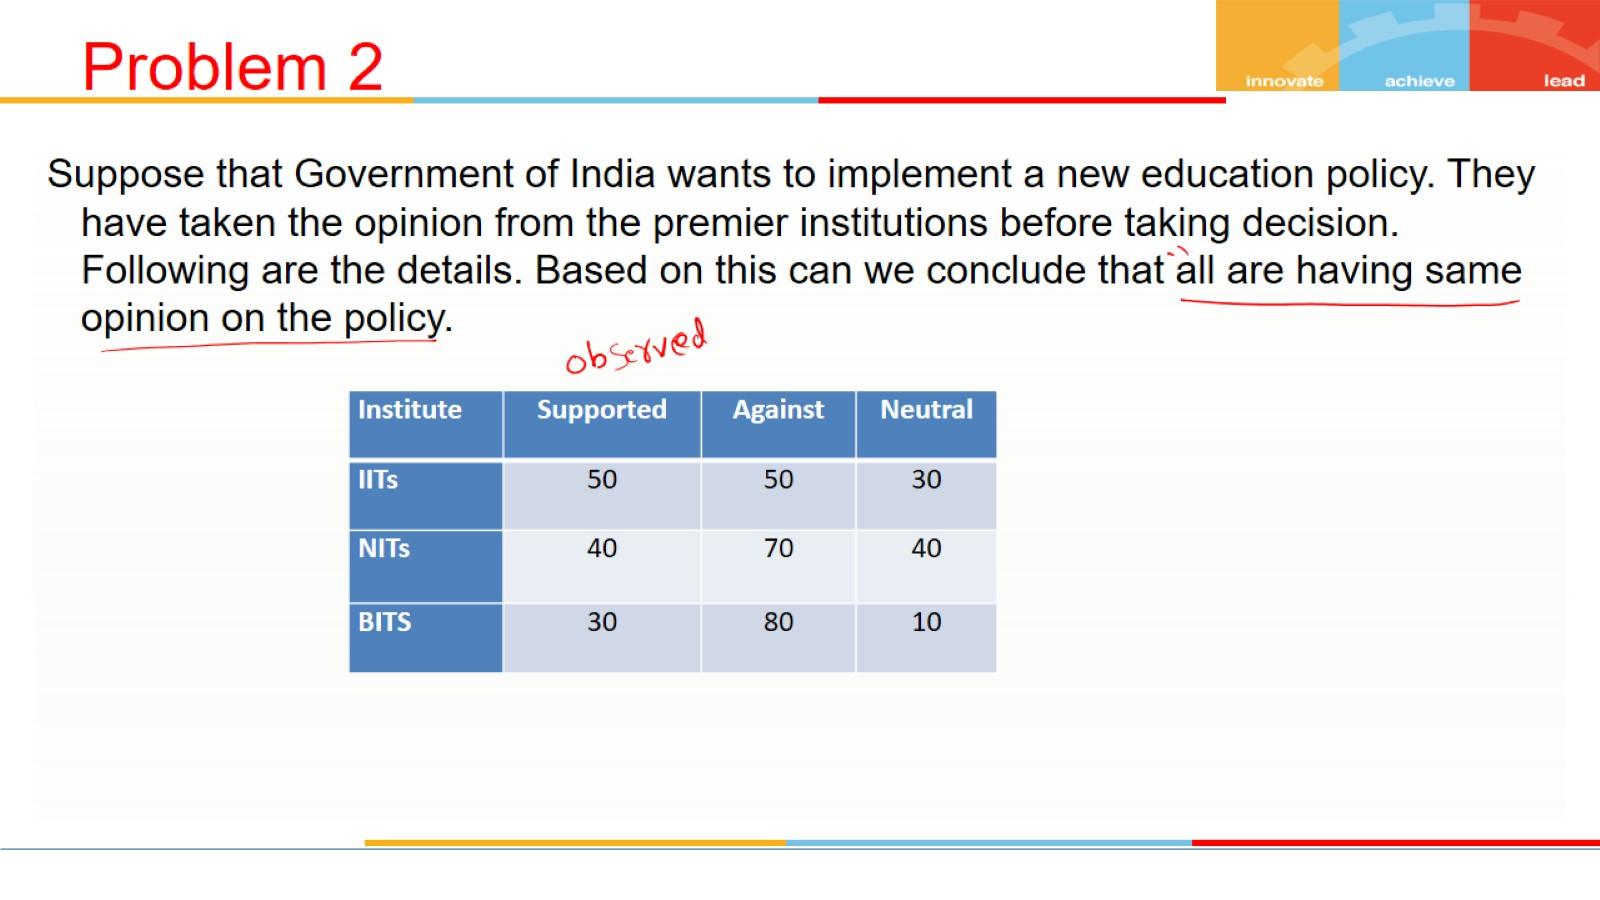 Problem 2
innovate achieve lead
Suppose that Government of India wants to implement a new education policy. They
have taken the opinion from the premier institutions before taking decision.
Following are the details. Based on this can we conclude that all are having same
opinion on the policy.
observed
Institute Supported Against Neutral
IITs 50 50 30
NITs 40 70 40
BITS 30 80 10